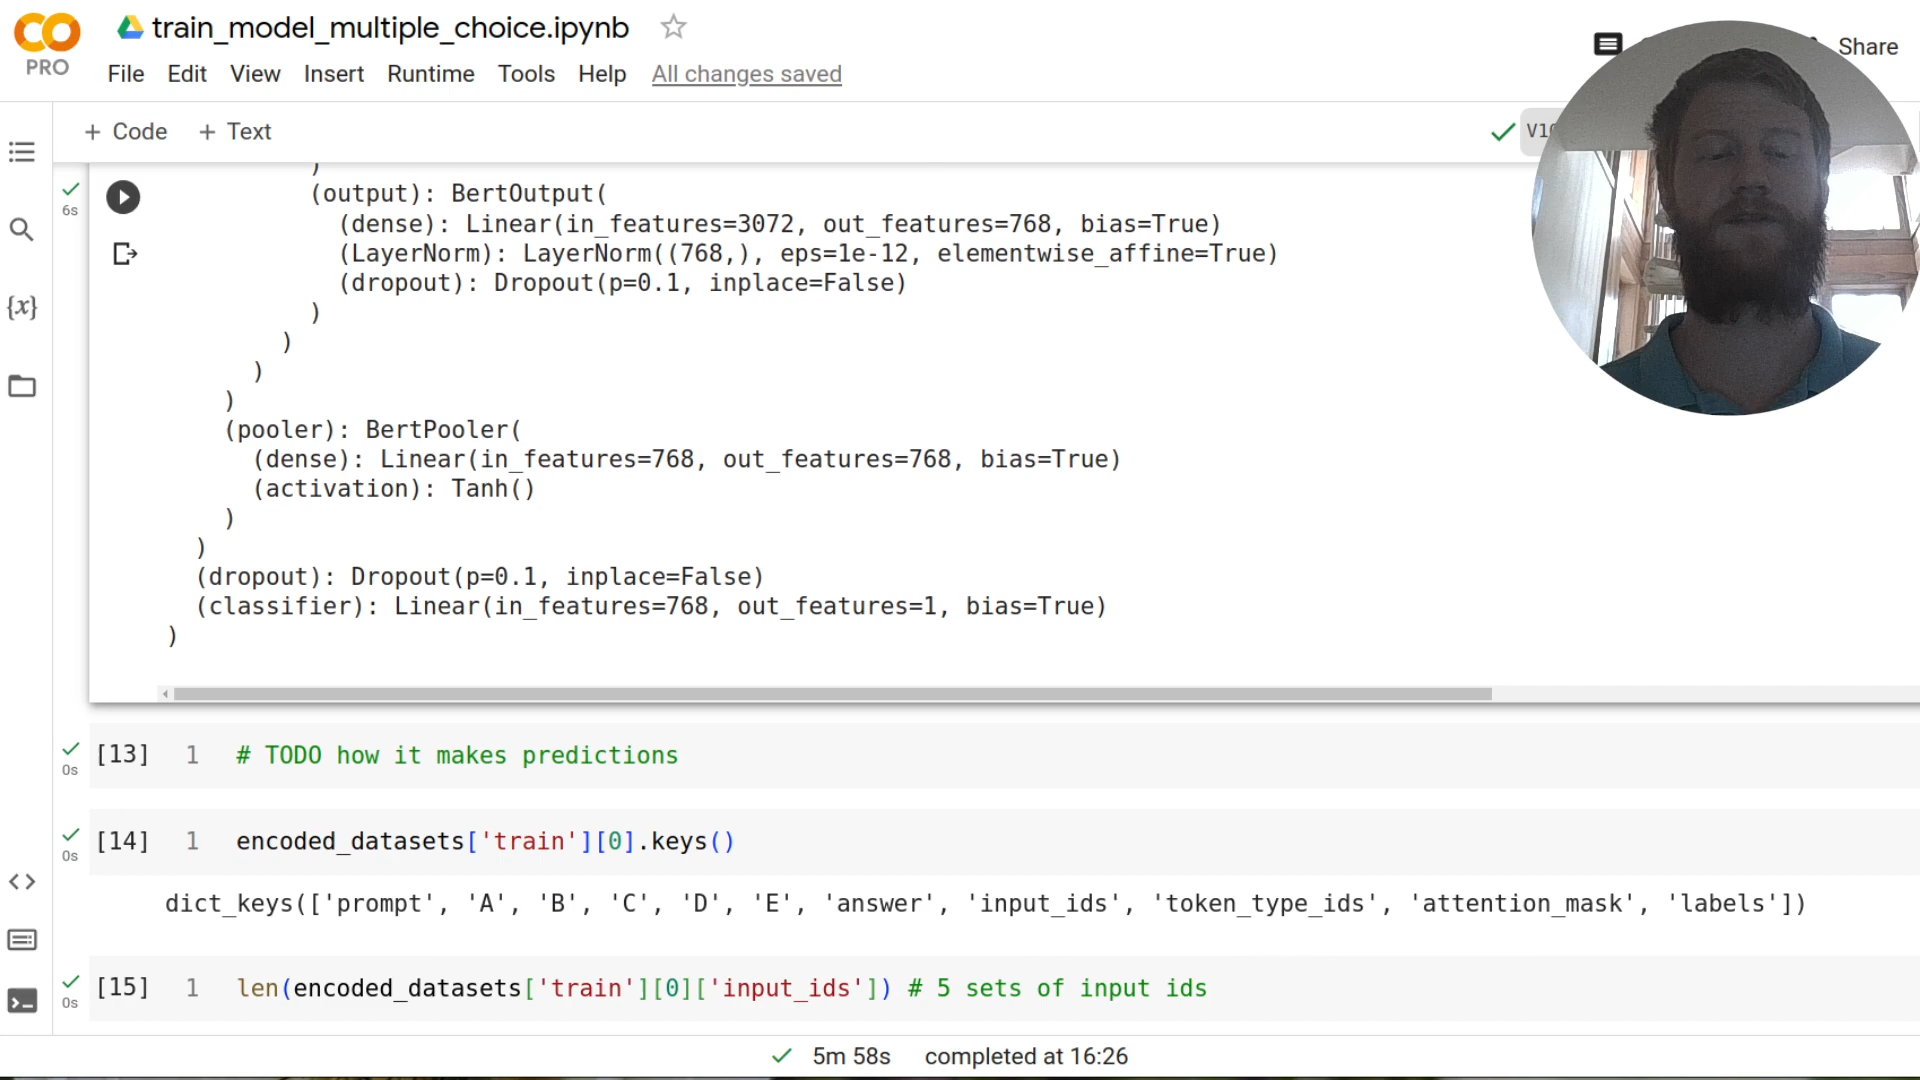 train_model_multiple_choice.ipynb
PRO
File Edit View Insert Runtime Tools Help All changes saved
Share
+ Code + Text
)
6s
(output): BertOutput(
(dense): Linear(in_features=3072, out_features=768, bias=True)
(LayerNorm): LayerNorm((768,), eps=1e-12, elementwise_affine=True)
(dropout): Dropout(p=0.1, inplace=False)
)
)
)
)
(pooler): BertPooler(
(dense): Linear(in_features=768, out_features=768, bias=True)
(activation): Tanh()
)
)
(dropout): Dropout(p=0.1, inplace=False)
(classifier): Linear(in_features=768, out_features=1, bias=True)
)
{x}
0s [13] 1 # TODO how it makes predictions
0s [14] 1 encoded_datasets['train'][0].keys()
dict_keys(['prompt', 'A', 'B', 'C', 'D', 'E', 'answer', 'input_ids', 'token_type_ids', 'attention_mask', 'labels'])
0s [15] 1 len(encoded_datasets['train'][0]['input_ids']) # 5 sets of input ids
5m 58s completed at 16:26